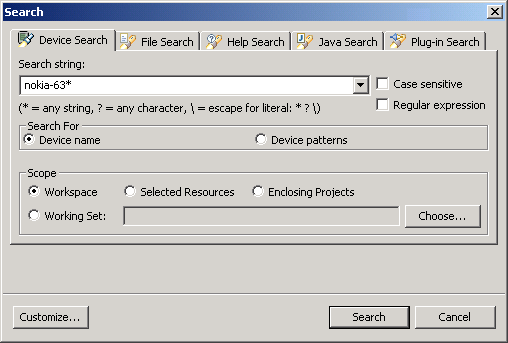 Search
Device Search File Search Help Search Java Search Plug-in Search
Search string:
nokia-63* Case sensitive
(* = any string, ? = any character, \ = escape for literal: * ? \) Regular expression
Search For
Device name Device patterns
Scope
Workspace Selected Resources Enclosing Projects
Working Set: Choose...
Customize... Search Cancel